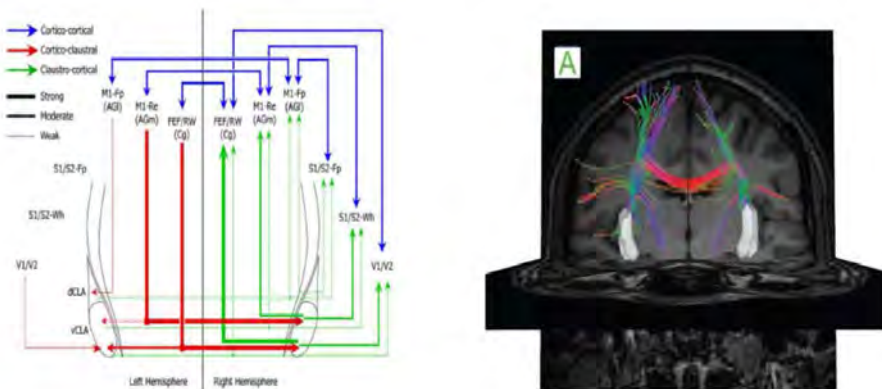 Cortico-cortical
Cortico-claustral
Claustro-cortical
Strong
Moderate
Weak
M1-Fp
(AGl)
M1-Re
(AGm)
FEF/RW
(Cg)
FEF/RW
(Cg)
M1-Re
(AGm)
M1-Fp
(AGl)
S1/S2-Fp
S1/S2-Wh
V1/V2
dCLA
vCLA
S1/S2-Fp
S1/S2-Wh
V1/V2
Left Hemisphere
Right Hemisphere
A